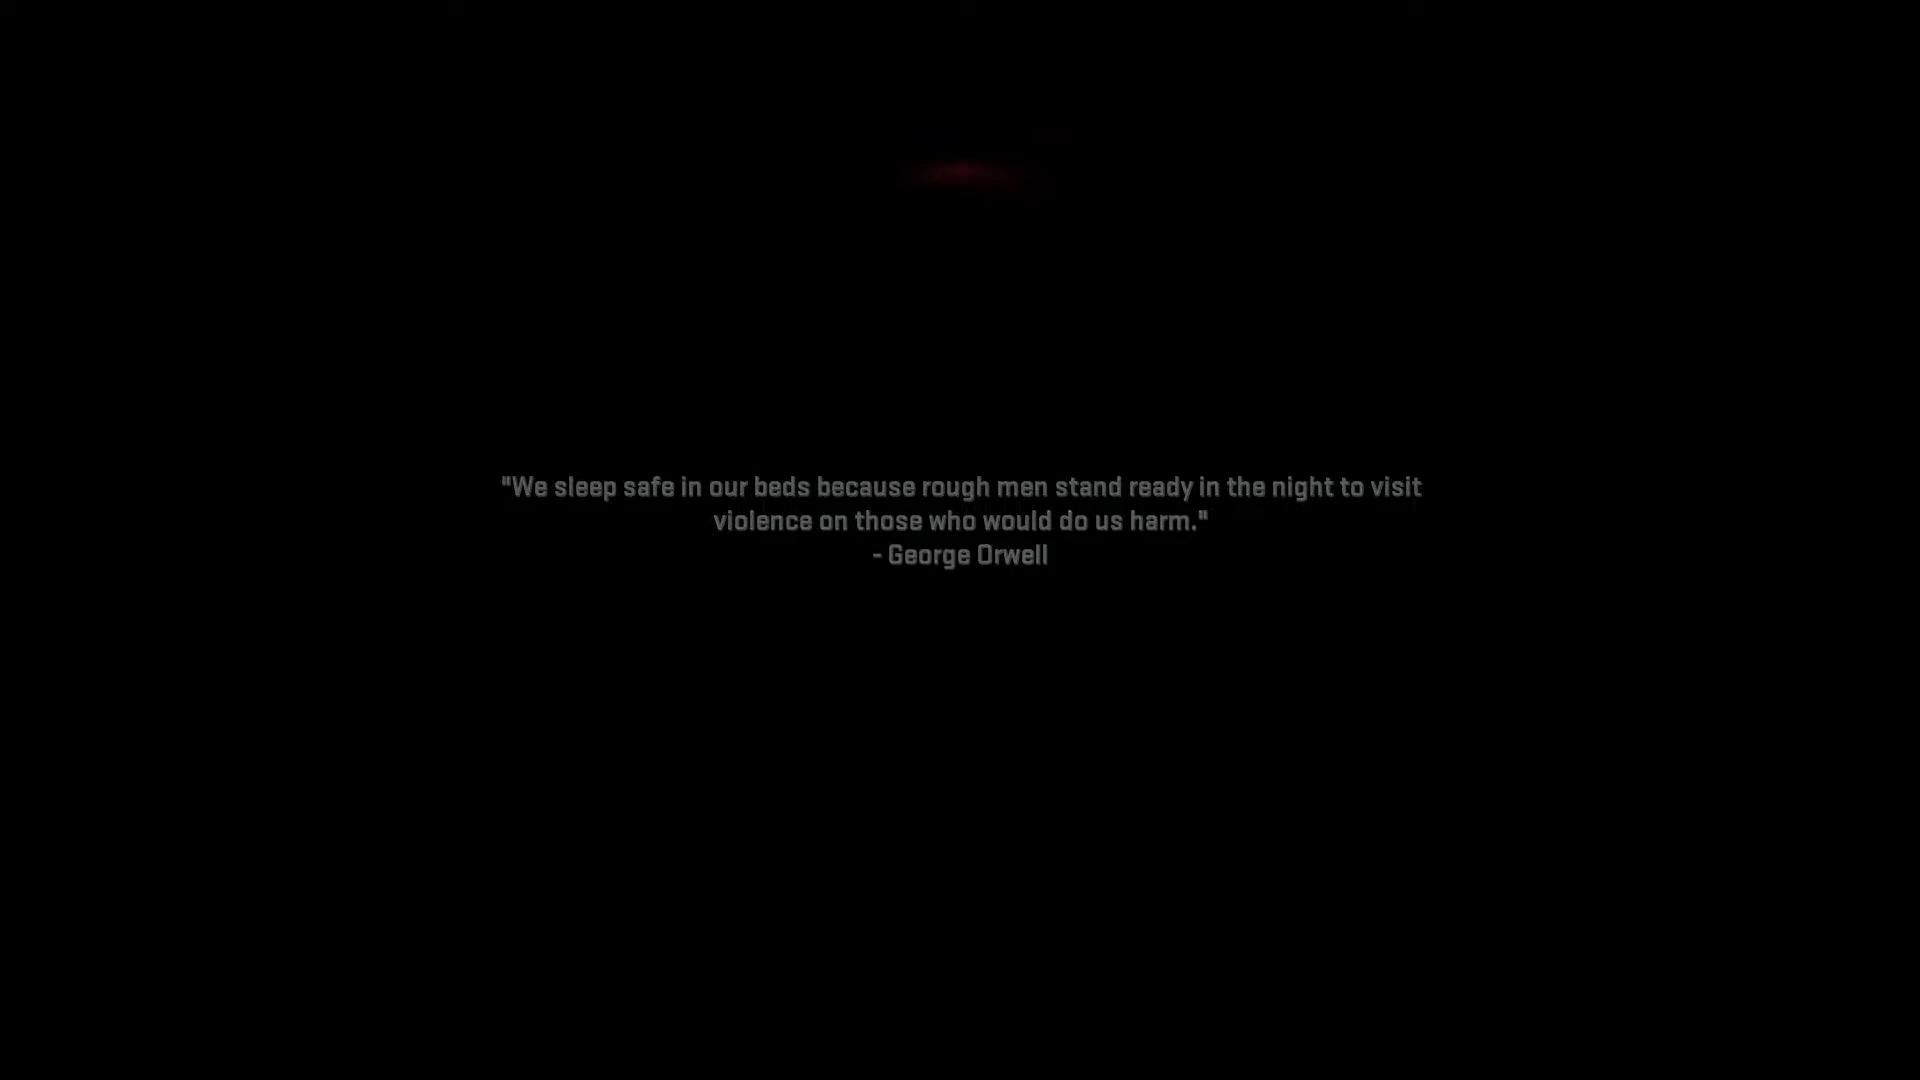 "We sleep safe in our beds because rough men stand ready in the night to visit
violence on those who would do us harm."
- George Orwell